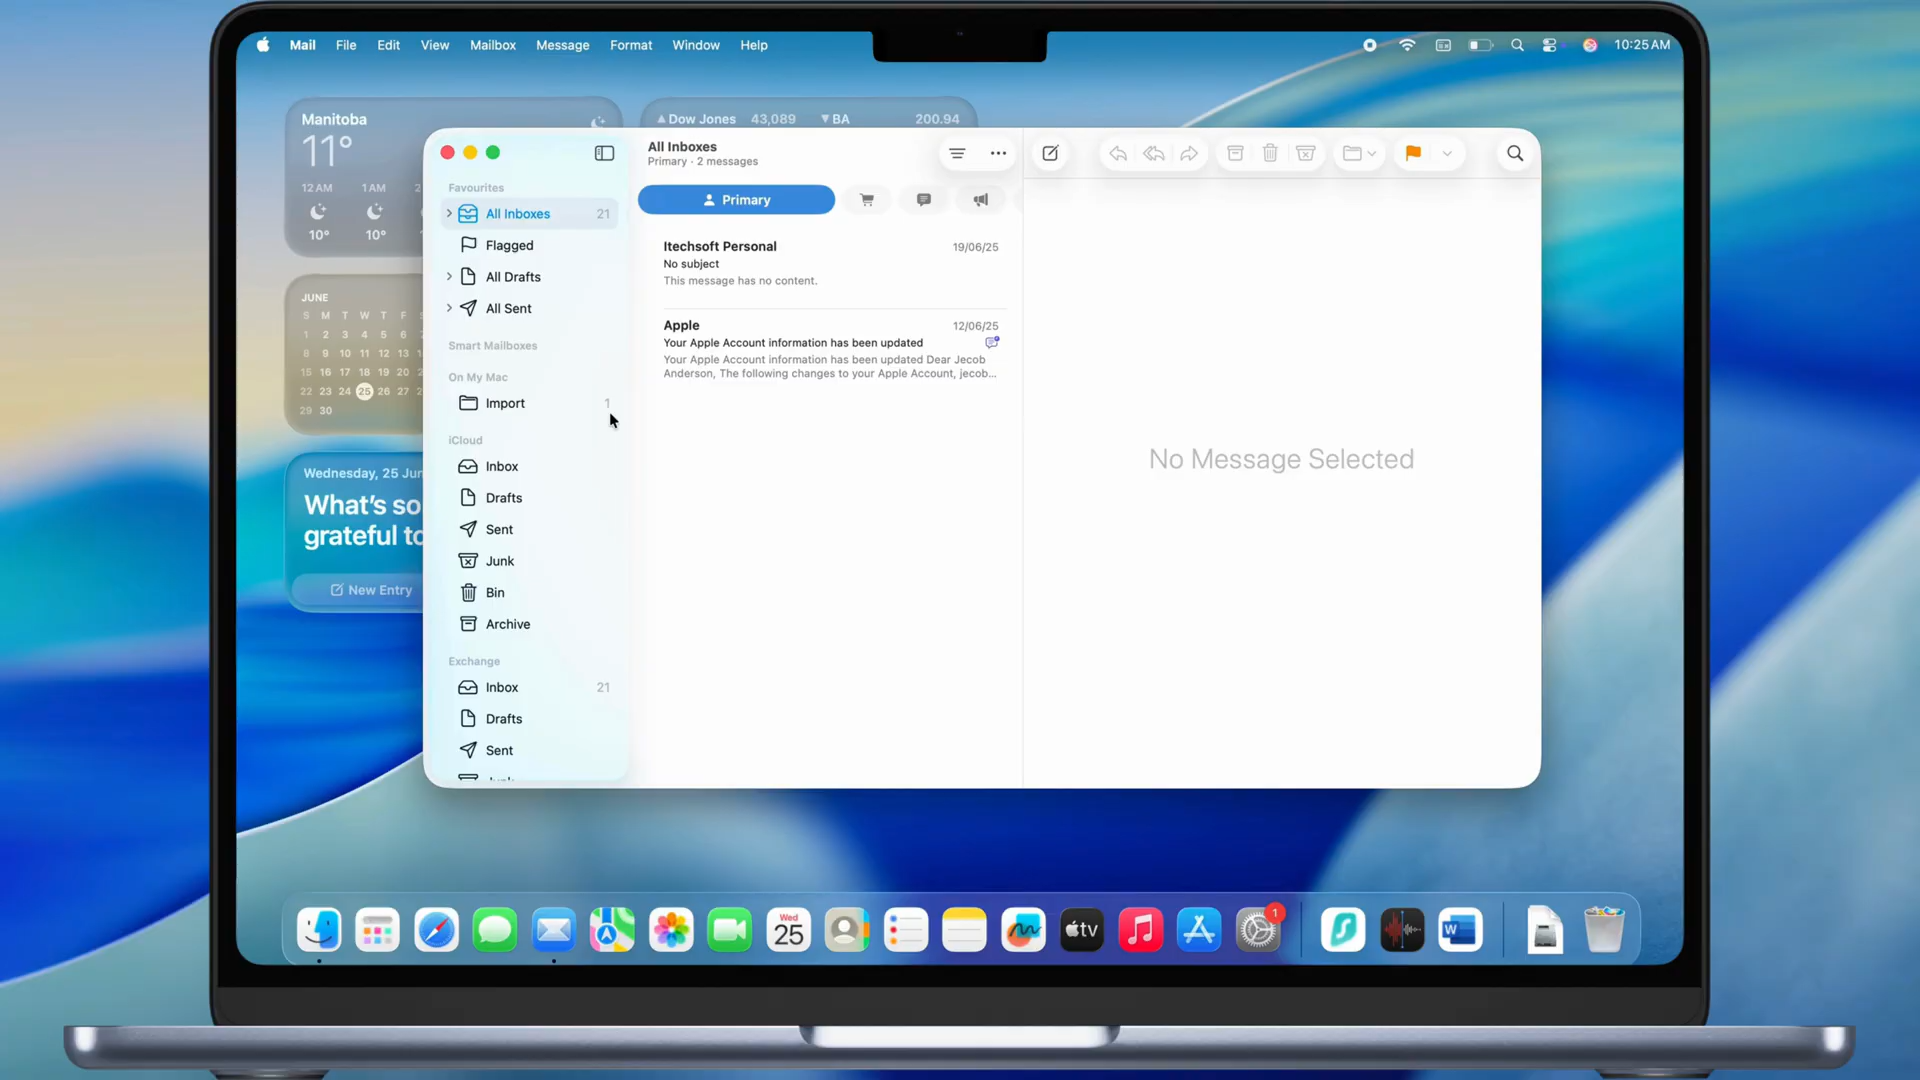 Mail File Edit View Mailbox Message Format Window Help
10:25 AM
Manitoba
11°
12 AM 1 AM 2
10° 10°
Dow Jones 43,089 BA 200.94
JUNE
S M T W T F S
1 2 3 4 5 6
8 9 10 11 12 13
15 16 17 18 19 20
22 23 24 25 26 27
29 30
Wednesday, 25 Jun
What's so
grateful to
New Entry
Favourites
All Inboxes 21
Flagged
All Drafts
All Sent
Smart Mailboxes
On My Mac
Import 1
iCloud
Inbox
Drafts
Sent
Junk
Bin
Archive
Exchange
Inbox 21
Drafts
Sent
All Inboxes
Primary · 2 messages
Primary
Itechsoft Personal 19/06/25
No subject
This message has no content.
Apple 12/06/25
Your Apple Account information has been updated
Your Apple Account information has been updated Dear Jecob
Anderson, The following changes to your Apple Account, jecob...
No Message Selected
Wed
25
tv
1
W